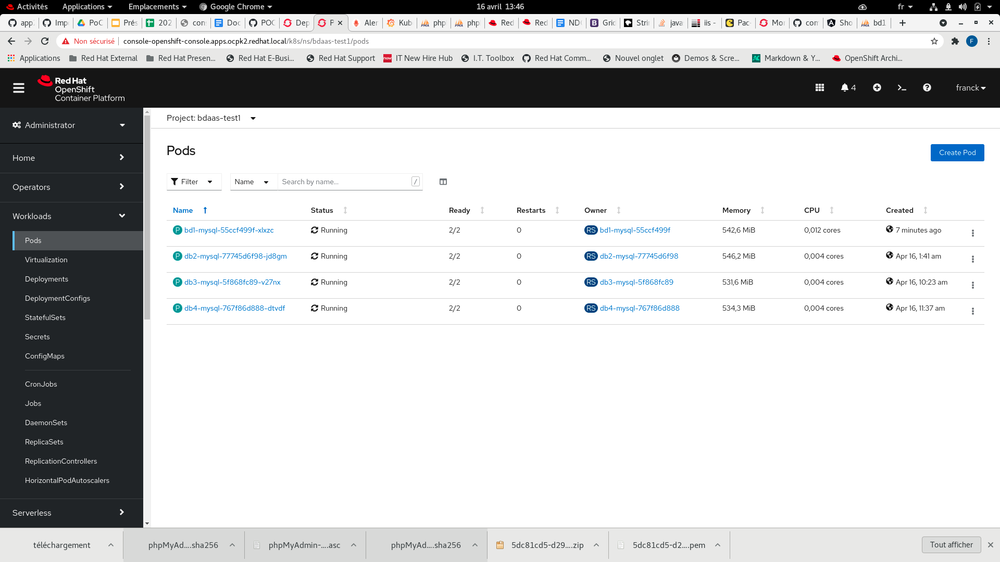 Activités Applications Emplacements Google Chrome 16 avril 13:46 fr
app Imp PoC Prés 202 con Doc POC Dep P Aler Kub php php Red Red ND Grid Stri java iis - Pac- Mor con Sho bd1
Non sécurisé console-openshift-console.apps.ocpk2.redhat.local/k8s/ns/bdaas-test1/pods F
Applications Red Hat External Red Hat Presen... Red Hat E-Busi... Red Hat Support now IT New Hire Hub I.T. Toolbox Red Hat Comm... Nouvel onglet Demos & Scre... Markdown & Y... OpenShift Archi...
Red Hat
OpenShift
Container Platform
4 franck
Administrator
Home
Operators
Workloads
Pods
Virtualization
Deployments
DeploymentConfigs
StatefulSets
Secrets
ConfigMaps
CronJobs
Jobs
DaemonSets
ReplicaSets
ReplicationControllers
HorizontalPodAutoscalers
Serverless
Project: bdaas-test1
Pods
Create Pod
Filter Name Search by name... /
Name Status Ready Restarts Owner Memory CPU Created
P bd1-mysql-55ccf499f-xlxzc Running 2/2 0 RS bd1-mysql-55ccf499f 542,6 MiB 0,012 cores 7 minutes ago
P db2-mysql-77745d6f98-jd8gm Running 2/2 0 RS db2-mysql-77745d6f98 546,2 MiB 0,004 cores Apr 16, 1:41 am
P db3-mysql-5f868fc89-v27nx Running 2/2 0 RS db3-mysql-5f868fc89 531,6 MiB 0,004 cores Apr 16, 10:23 am
P db4-mysql-767f86d888-dtvdf Running 2/2 0 RS db4-mysql-767f86d888 534,3 MiB 0,004 cores Apr 16, 11:37 am
téléchargement phpMyAd....sha256 phpMyAdmin-....asc phpMyAd....sha256 5dc81cd5-d29....zip 5dc81cd5-d2....pem Tout afficher